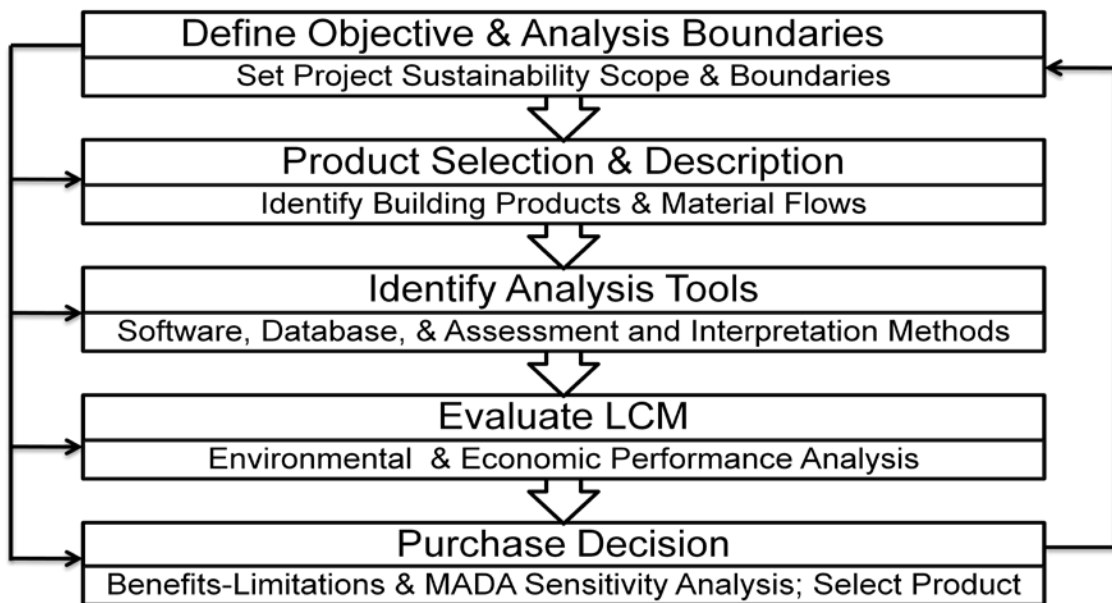 Define Objective & Analysis Boundaries
Set Project Sustainability Scope & Boundaries
Product Selection & Description
Identify Building Products & Material Flows
Identify Analysis Tools
Software, Database, & Assessment and Interpretation Methods
Evaluate LCM
Environmental & Economic Performance Analysis
Purchase Decision
Benefits-Limitations & MADA Sensitivity Analysis; Select Product